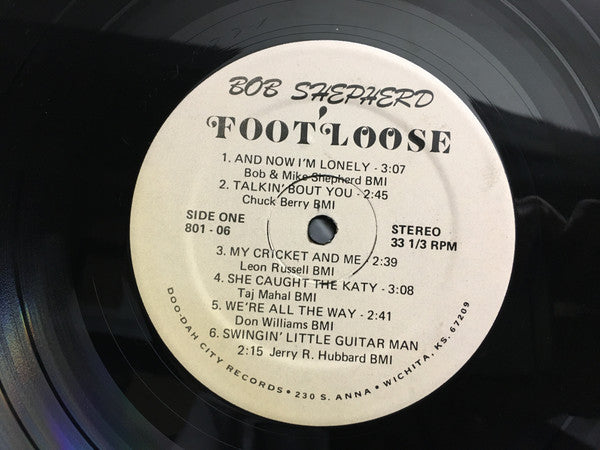 BOB SHEPHERD
FOOT'LOOSE
1. AND NOW I'M LONELY - 3:07
Bob & Mike Shepherd BMI
2. TALKIN' BOUT YOU - 2:45
Chuck Berry BMI
SIDE ONE
801 - 06
STEREO
33 1/3 RPM
3. MY CRICKET AND ME - 2:39
Leon Russell BMI
4. SHE CAUGHT THE KATY - 3:08
Taj Mahal BMI
5. WE'RE ALL THE WAY - 2:41
Don Williams BMI
6. SWINGIN' LITTLE GUITAR MAN
2:15 Jerry R. Hubbard BMI
DOO-DAH CITY RECORDS • 230 S. ANNA • WICHITA, KS. 67209